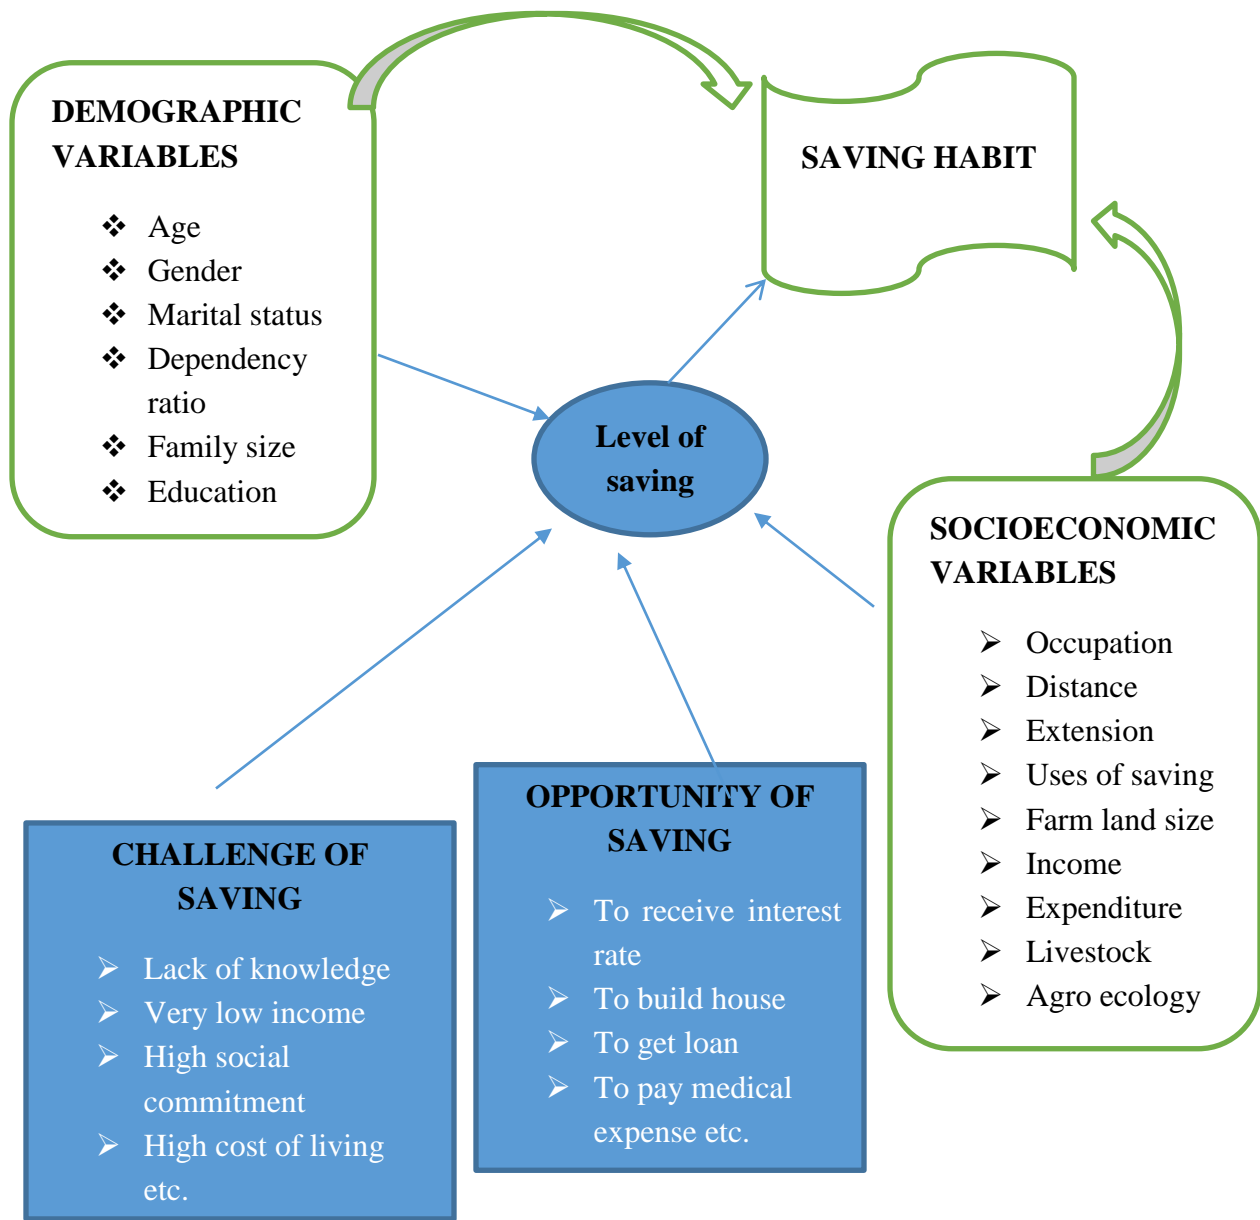 DEMOGRAPHIC
VARIABLES
❖ Age
❖ Gender
❖ Marital status
❖ Dependency
ratio
❖ Family size
❖ Education
SAVING HABIT
Level of
saving
SOCIOECONOMIC
VARIABLES
➢ Occupation
➢ Distance
➢ Extension
➢ Uses of saving
➢ Farm land size
➢ Income
➢ Expenditure
➢ Livestock
➢ Agro ecology
CHALLENGE OF
SAVING
➢ Lack of knowledge
➢ Very low income
➢ High social
commitment
➢ High cost of living
etc.
OPPORTUNITY OF
SAVING
➢ To receive interest
rate
➢ To build house
➢ To get loan
➢ To pay medical
expense etc.